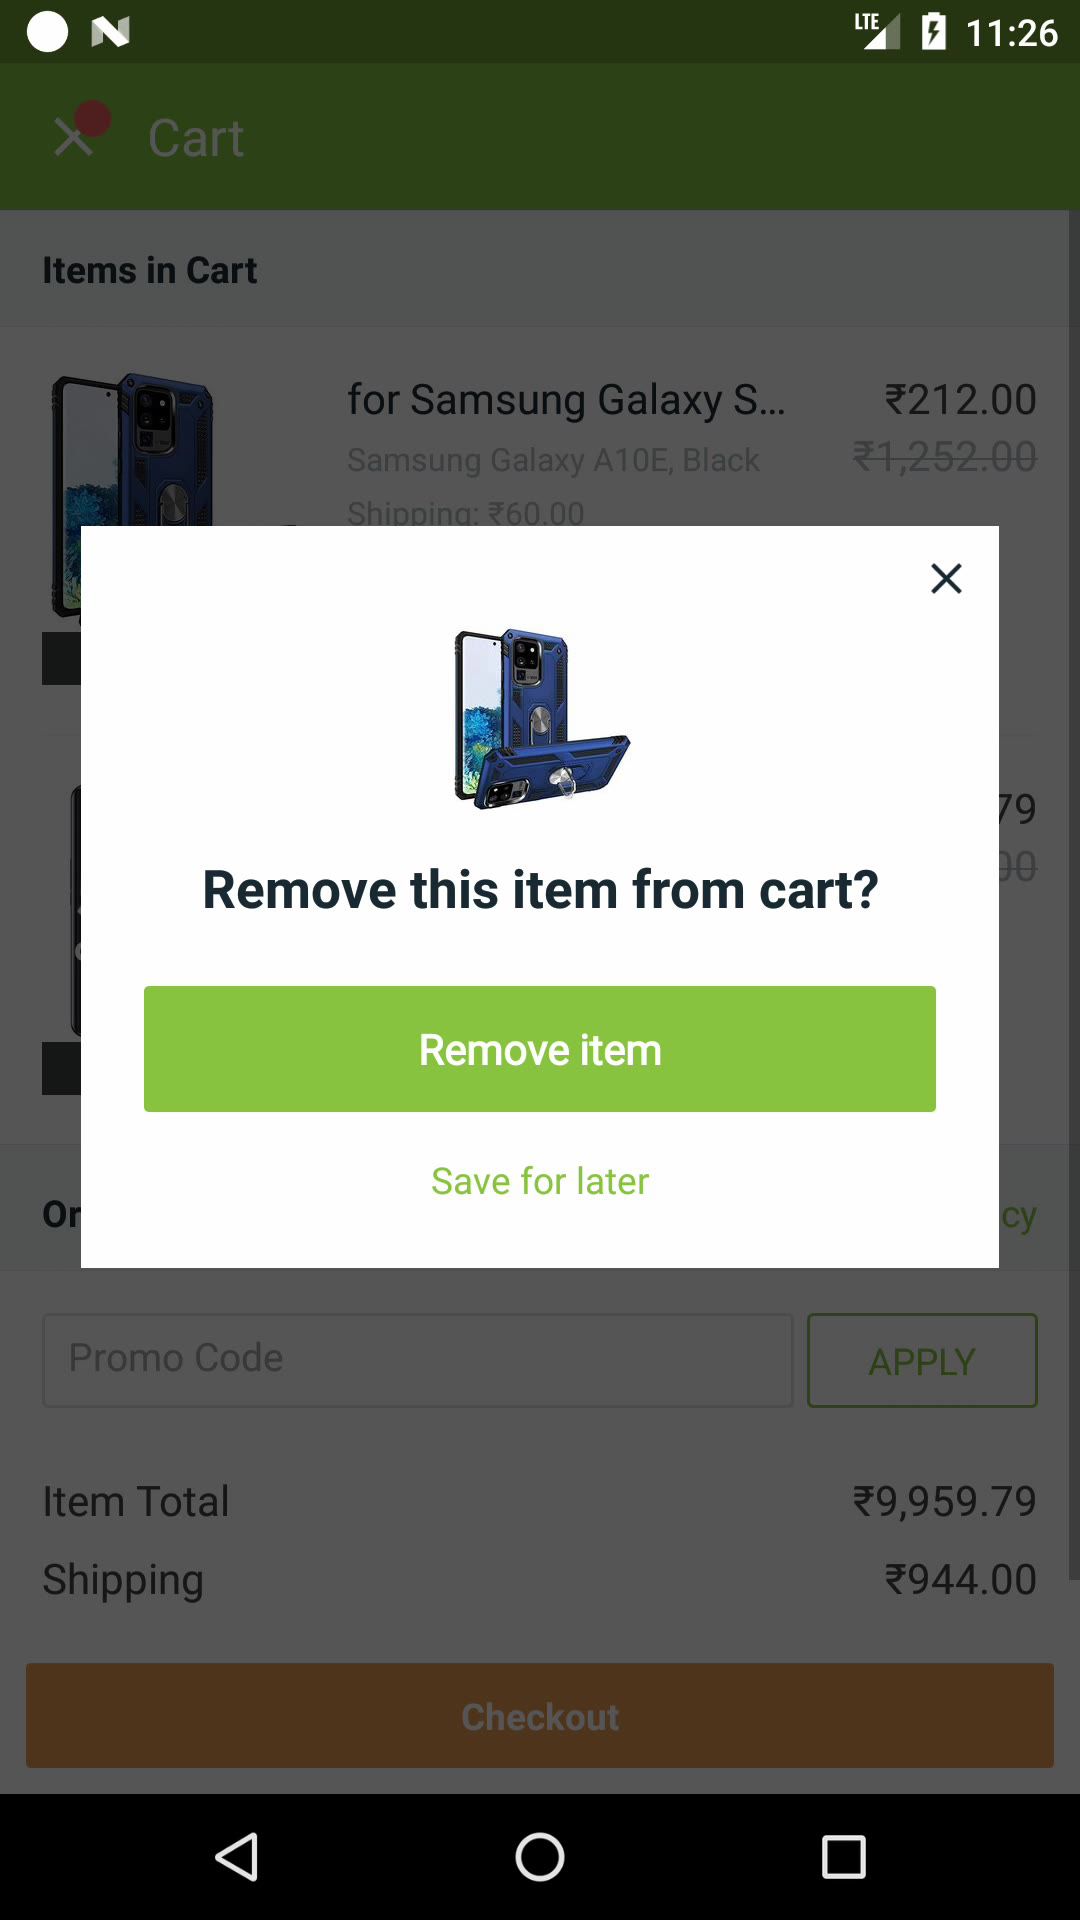 LTE 11:26
Cart
Items in Cart
for Samsung Galaxy S... ₹212.00
Samsung Galaxy A10E, Black ₹1,252.00
Shipping: ₹60.00
79
00
Remove this item from cart?
Remove item
Save for later
Or
cy
Promo Code APPLY
Item Total ₹9,959.79
Shipping ₹944.00
Checkout